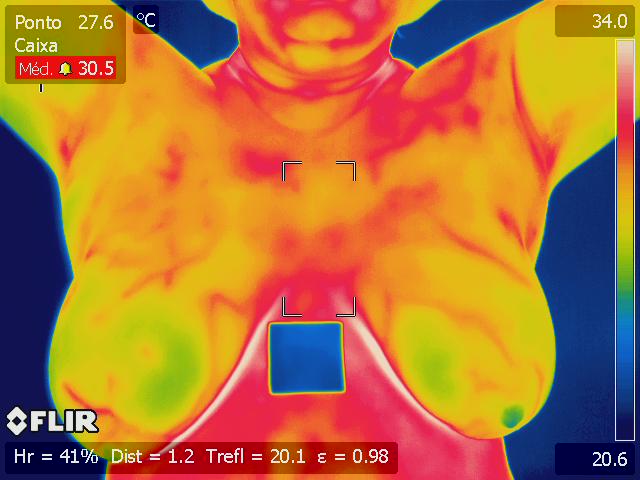 Ponto 27.6 °C
Caixa
Méd. 30.5
34.0
FLIR
Hr = 41% Dist = 1.2 Trefl = 20.1 ε = 0.98
20.6